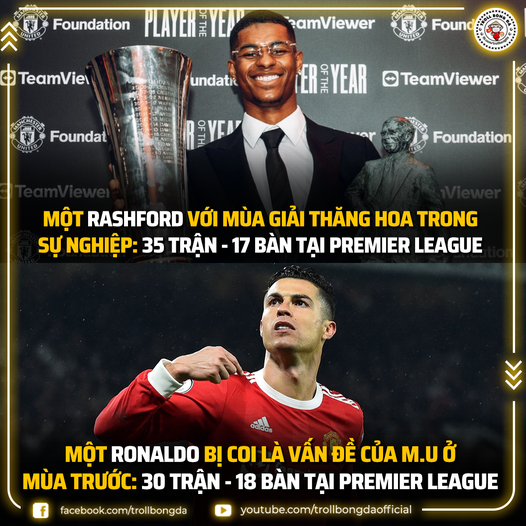 PLAYER OF THE YEAR
PLAYER OF THE YEAR
TeamViewer
TeamViewer
TeamViewer
Foundation
Foundation
Foundation
MỘT RASHFORD VỚI MÙA GIẢI THĂNG HOA TRONG
SỰ NGHIỆP: 35 TRẬN - 17 BÀN TẠI PREMIER LEAGUE
MỘT RONALDO BỊ COI LÀ VẤN ĐỀ CỦA M.U Ở
MÙA TRƯỚC: 30 TRẬN - 18 BÀN TẠI PREMIER LEAGUE
adidas
facebook.com/trollbongda
youtube.com/trollbongdaofficial